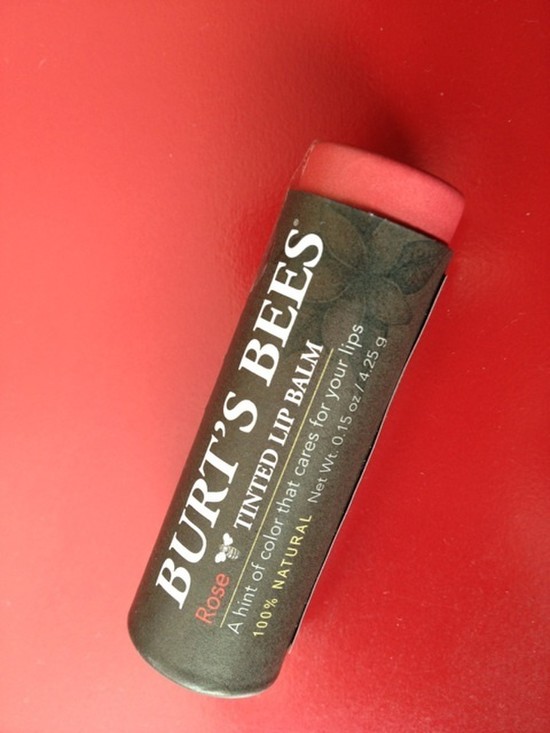 BURT'S BEES®
Rose TINTED LIP BALM
A hint of color that cares for your lips
100% NATURAL Net Wt. 0.15 oz / 4.25 g